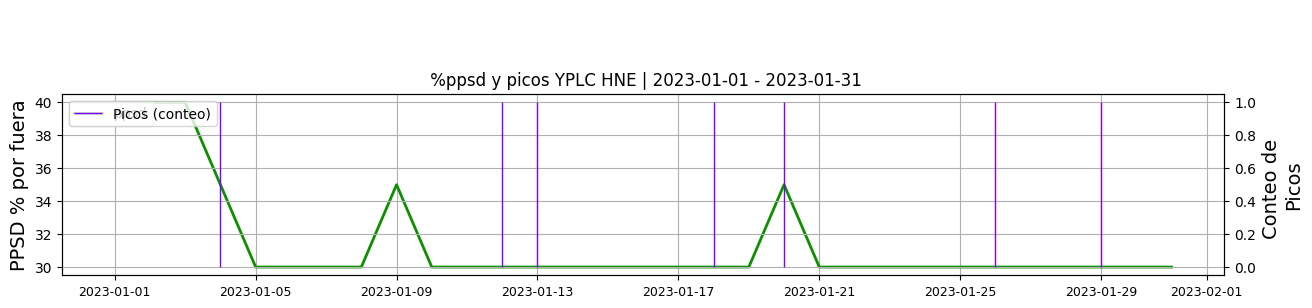 %ppsd y picos YPLC HNE | 2023-01-01 - 2023-01-31
PPSD % por fuera
40
38
36
34
32
30
Picos (conteo)
1.0
0.8
0.6
0.4
0.2
0.0
Conteo de
Picos
2023-01-01 2023-01-05 2023-01-09 2023-01-13 2023-01-17 2023-01-21 2023-01-25 2023-01-29 2023-02-01